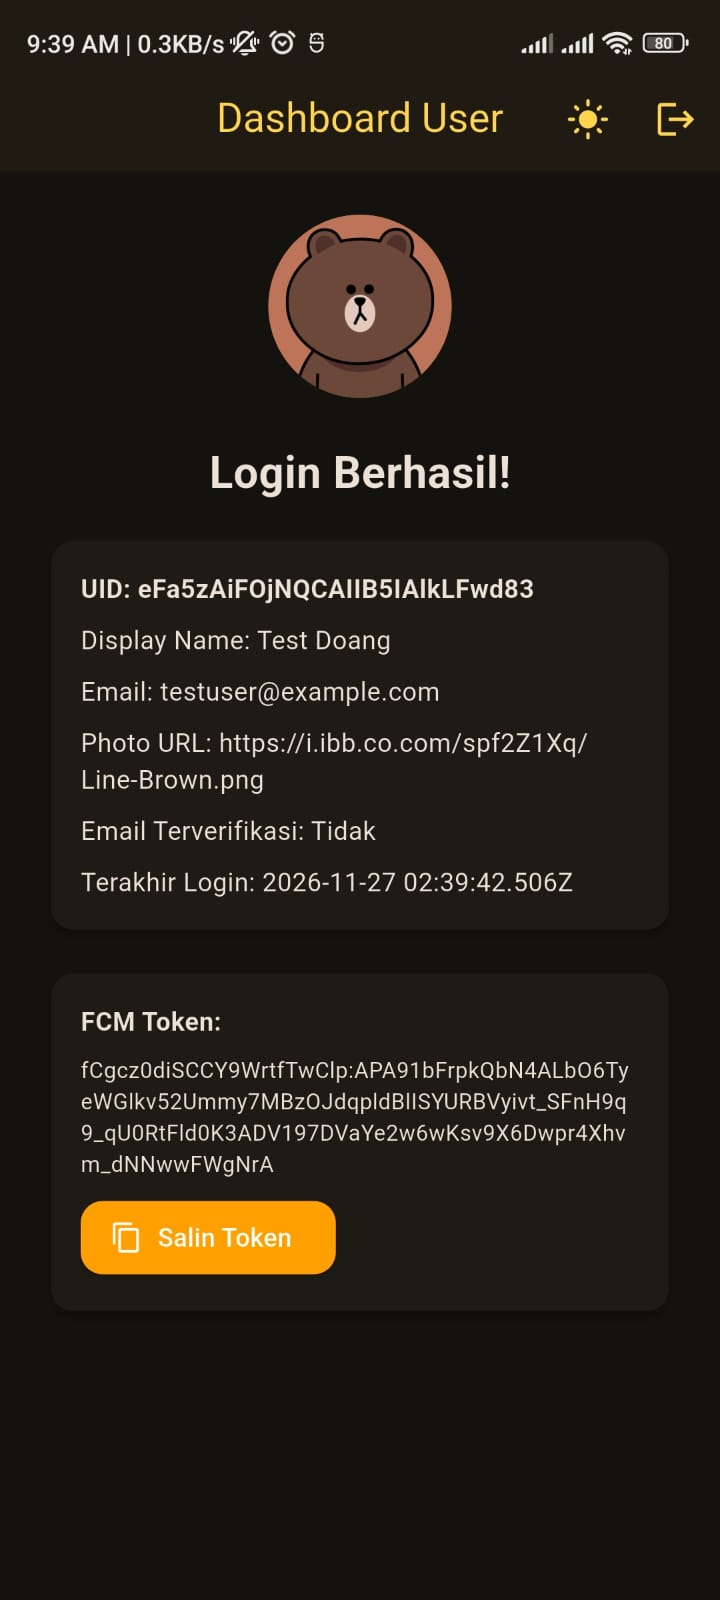 9:39 AM | 0.3KB/s
80
Dashboard User
Login Berhasil!
UID: eFa5zAiFOjNQCAIIB5IAlkLFwd83
Display Name: Test Doang
Email: testuser@example.com
Photo URL: https://i.ibb.co.com/spf2Z1Xq/
Line-Brown.png
Email Terverifikasi: Tidak
Terakhir Login: 2026-11-27 02:39:42.506Z
FCM Token:
fCgcz0diSCCY9WrtfTwClp:APA91bFrpkQbN4ALbO6Ty
eWGlkv52Ummy7MBzOJdqpldBlISYURBVyivt_SFnH9q
9_qU0RtFld0K3ADV197DVaYe2w6wKsv9X6Dwpr4Xhv
m_dNNwwFWgNrA
Salin Token